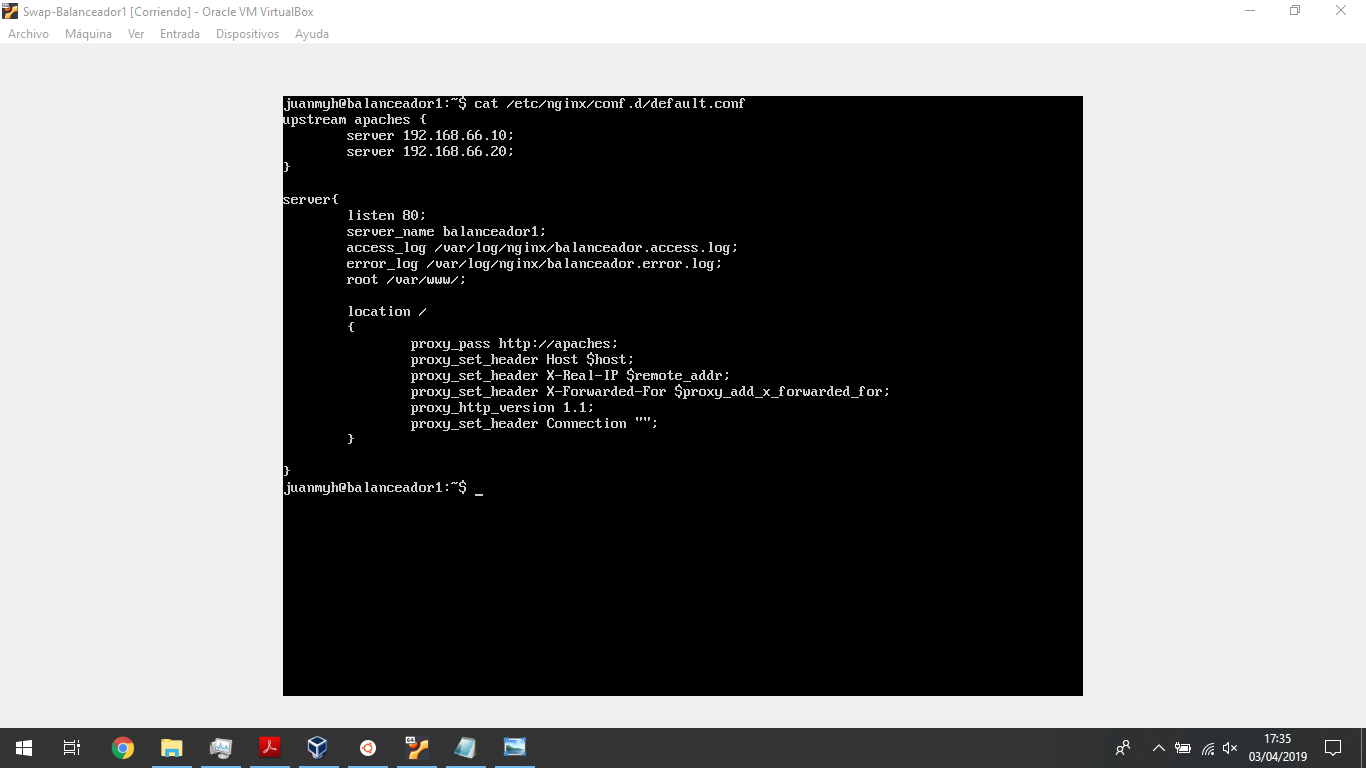 Swap-Balanceador1 [Corriendo] - Oracle VM VirtualBox
Archivo Máquina Ver Entrada Dispositivos Ayuda
juanmyh@balanceador1:~$ cat /etc/nginx/conf.d/default.conf
upstream apaches {
        server 192.168.66.10;
        server 192.168.66.20;
}
server{
        listen 80;
        server_name balanceador1;
        access_log /var/log/nginx/balanceador.access.log;
        error_log /var/log/nginx/balanceador.error.log;
        root /var/www/;
        location /
        {
                proxy_pass http://apaches;
                proxy_set_header Host $host;
                proxy_set_header X-Real-IP $remote_addr;
                proxy_set_header X-Forwarded-For $proxy_add_x_forwarded_for;
                proxy_http_version 1.1;
                proxy_set_header Connection "";
        }
}
juanmyh@balanceador1:~$ _
17:35
03/04/2019